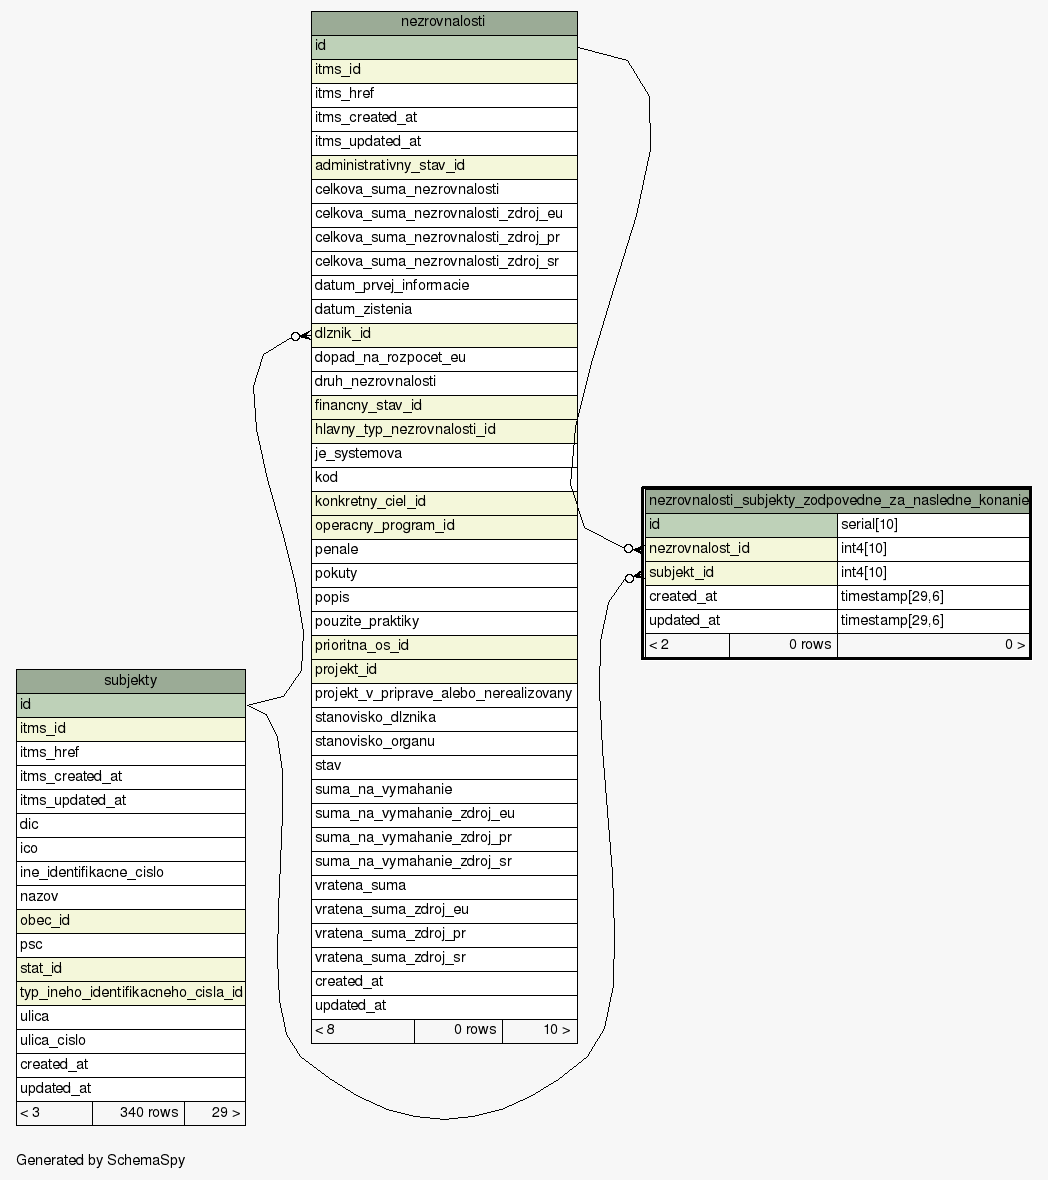 nezrovnalosti
id
itms_id
itms_href
itms_created_at
itms_updated_at
administrativny_stav_id
celkova_suma_nezrovnalosti
celkova_suma_nezrovnalosti_zdroj_eu
celkova_suma_nezrovnalosti_zdroj_pr
celkova_suma_nezrovnalosti_zdroj_sr
datum_prvej_informacie
datum_zistenia
dlznik_id
dopad_na_rozpocet_eu
druh_nezrovnalosti
financny_stav_id
hlavny_typ_nezrovnalosti_id
je_systemova
kod
konkretny_ciel_id
operacny_program_id
penale
pokuty
popis
pouzite_praktiky
prioritna_os_id
projekt_id
projekt_v_priprave_alebo_nerealizovany
stanovisko_dlznika
stanovisko_organu
stav
suma_na_vymahanie
suma_na_vymahanie_zdroj_eu
suma_na_vymahanie_zdroj_pr
suma_na_vymahanie_zdroj_sr
vratena_suma
vratena_suma_zdroj_eu
vratena_suma_zdroj_pr
vratena_suma_zdroj_sr
created_at
updated_at
< 8 0 rows 10 >
nezrovnalosti_subjekty_zodpovedne_za_nasledne_konanie
id serial[10]
nezrovnalost_id int4[10]
subjekt_id int4[10]
created_at timestamp[29,6]
updated_at timestamp[29,6]
< 2 0 rows 0 >
subjekty
id
itms_id
itms_href
itms_created_at
itms_updated_at
dic
ico
ine_identifikacne_cislo
nazov
obec_id
psc
stat_id
typ_ineho_identifikacneho_cisla_id
ulica
ulica_cislo
created_at
updated_at
< 3 340 rows 29 >
Generated by SchemaSpy